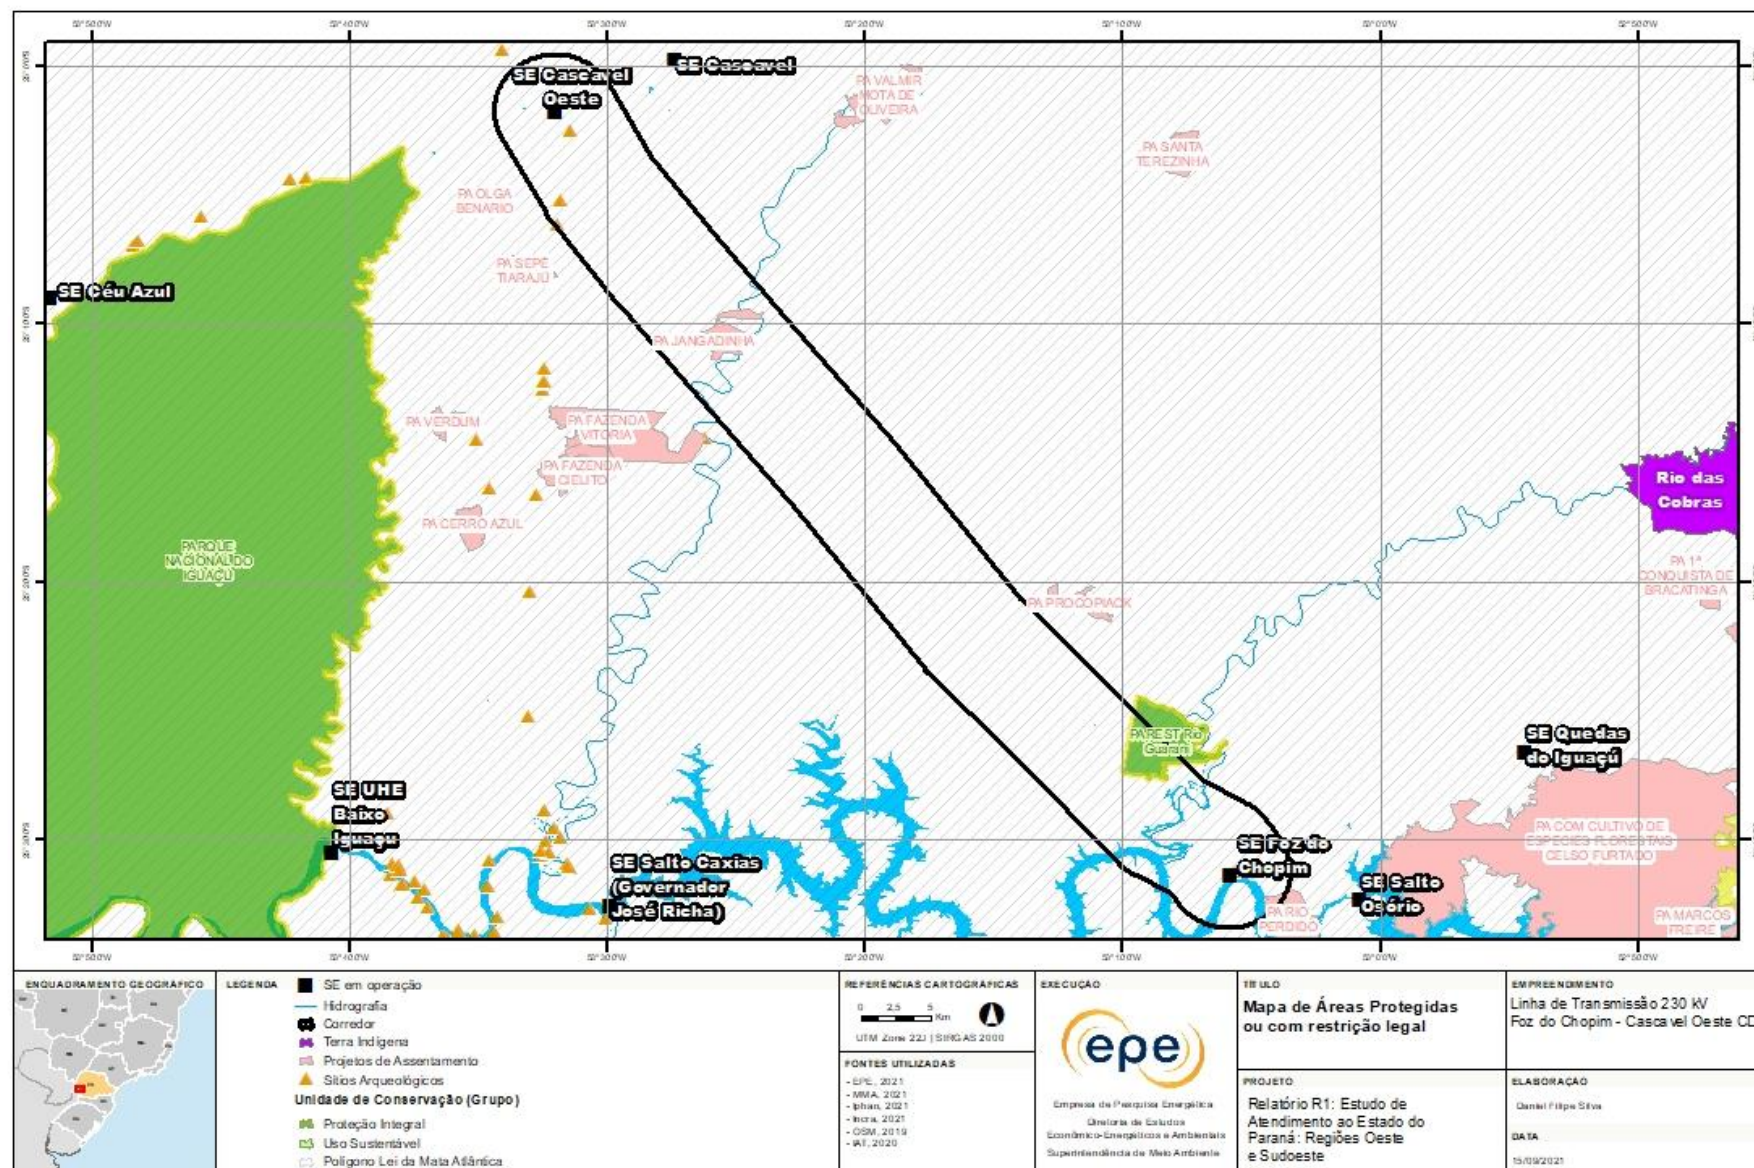 SE Cascavel
Oeste
SE Cascavel
PA VALMIR
MOTA DE
OLIVEIRA
PA SANTA
TEREZINHA
PA OLGA
BENARIO
PA SEPÉ
TIARAJU
SE Céu Azul
PA JANGADINHA
PA VERDUM
PA FAZENDA
VITORIA
PA FAZENDA
CIELITO
PA CERRO AZUL
Rio das
Cobras
PARQUE
NACIONAL DO
IGUAÇU
PA PROCOPIACK
PA 1ª
CONQUISTA DE
BRACATINGA
PAREST Rio
Guarani
SE Quedas
do Iguaçú
SE UHE
Baixo
Iguaçu
SE Salto Caxias
(Governador
José Richa)
SE Foz do
Chopim
PA COM CULTIVO DE
ESPECIES FLORESTAIS
CELSO FURTADO
SE Salto
Osório
PA RIO
PERDIDO
PA MARCOS
FREIRE
ENQUADRAMENTO GEOGRÁFICO
LEGENDA
SE em operação
Hidrografia
Corredor
Terra Indígena
Projetos de Assentamento
Sítios Arqueológicos
Unidade de Conservação (Grupo)
Proteção Integral
Uso Sustentável
Polígono Lei da Mata Atlântica
REFERÊNCIAS CARTOGRÁFICAS
0 2,5 5
Km
UTM Zone 22J | SIRGAS 2000
FONTES UTILIZADAS
- EPE, 2021
- MMA, 2021
- Iphan, 2021
- Incra, 2021
- OSM, 2019
- IAT, 2020
EXECUÇÃO
epe
Empresa de Pesquisa Energética
Diretoria de Estudos
Econômico-Energéticos e Ambientais
Superintendência de Meio Ambiente
TÍTULO
Mapa de Áreas Protegidas
ou com restrição legal
PROJETO
Relatório R1: Estudo de
Atendimento ao Estado do
Paraná: Regiões Oeste
e Sudoeste
EMPREENDIMENTO
Linha de Transmissão 230 kV
Foz do Chopim - Cascavel Oeste CD
ELABORAÇÃO
Daniel Filipe Silva
DATA
15/09/2021